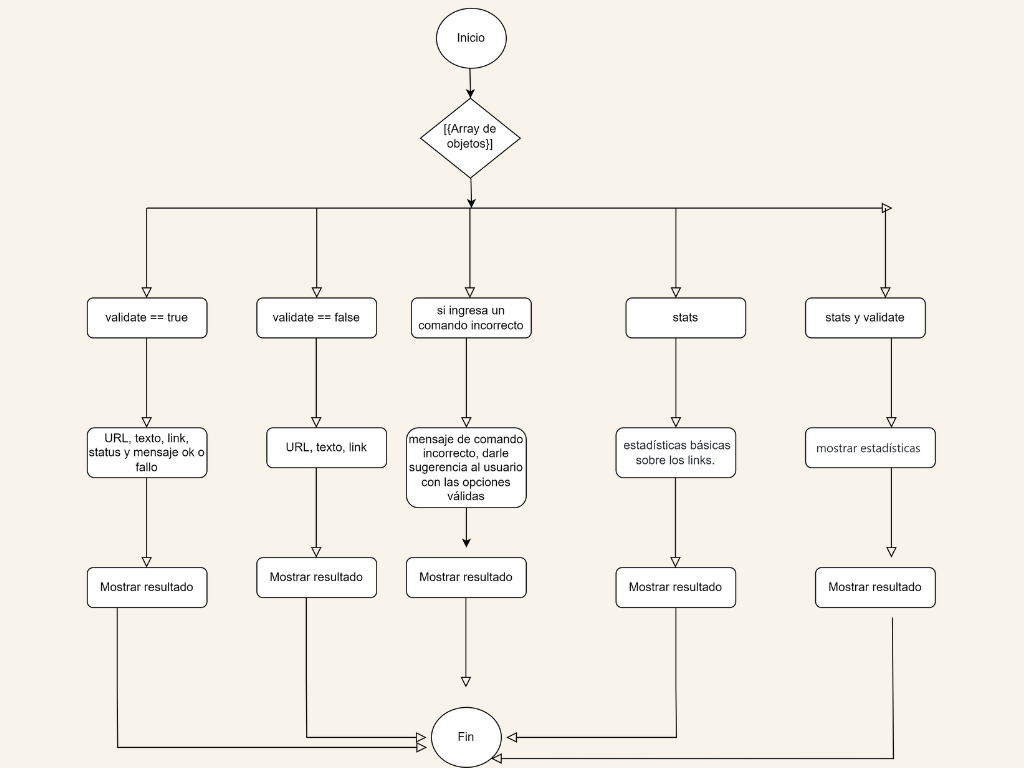 Inicio
[{Array de
objetos}]
validate == true
validate == false
si ingresa un
comando incorrecto
stats
stats y validate
URL, texto, link,
status y mensaje ok o
fallo
URL, texto, link
mensaje de comando
incorrecto, darle
sugerencia al usuario
con las opciones
válidas
estadísticas básicas
sobre los links.
mostrar estadísticas
Mostrar resultado
Mostrar resultado
Mostrar resultado
Mostrar resultado
Mostrar resultado
Fin